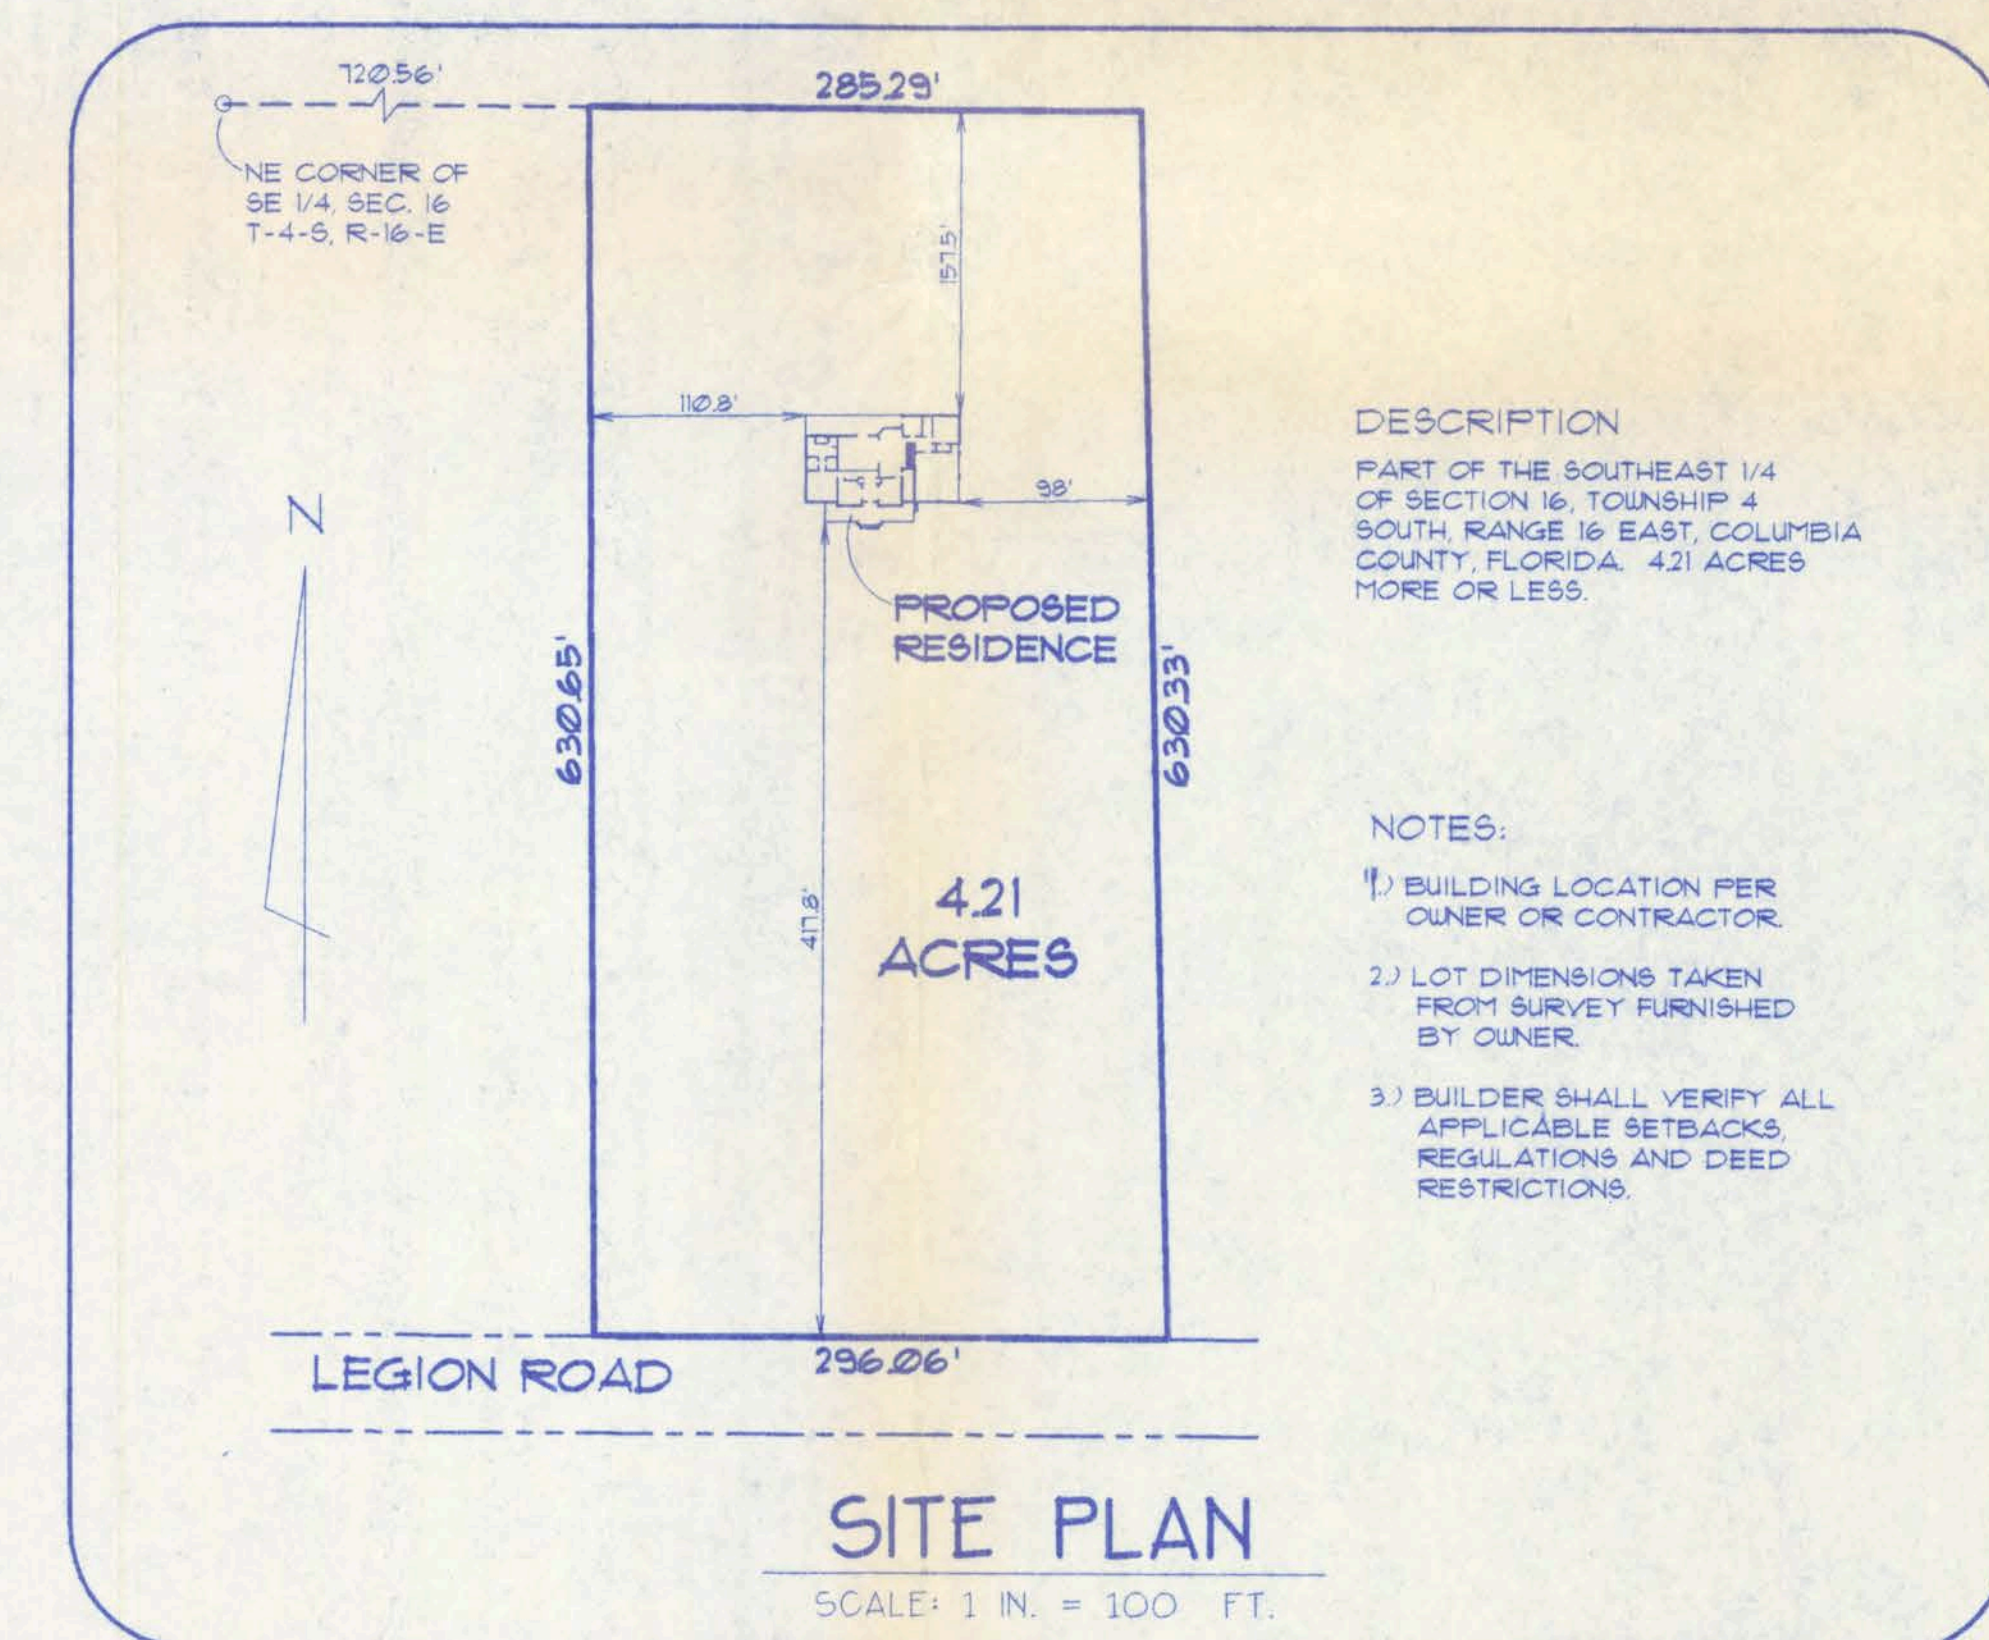 720.56'
285.29'
NE CORNER OF
SE 1/4, SEC. 16
T-4-S, R-16-E
157.5'
110.8'
98'
N
PROPOSED
RESIDENCE
630.65'
630.33'
417.8'
4.21
ACRES
LEGION ROAD
296.06'
DESCRIPTION
PART OF THE SOUTHEAST 1/4
OF SECTION 16, TOWNSHIP 4
SOUTH, RANGE 16 EAST, COLUMBIA
COUNTY, FLORIDA. 4.21 ACRES
MORE OR LESS.
NOTES:
1.) BUILDING LOCATION PER
OWNER OR CONTRACTOR.
2.) LOT DIMENSIONS TAKEN
FROM SURVEY FURNISHED
BY OWNER.
3.) BUILDER SHALL VERIFY ALL
APPLICABLE SETBACKS,
REGULATIONS AND DEED
RESTRICTIONS.
SITE PLAN
SCALE: 1 IN. = 100 FT.